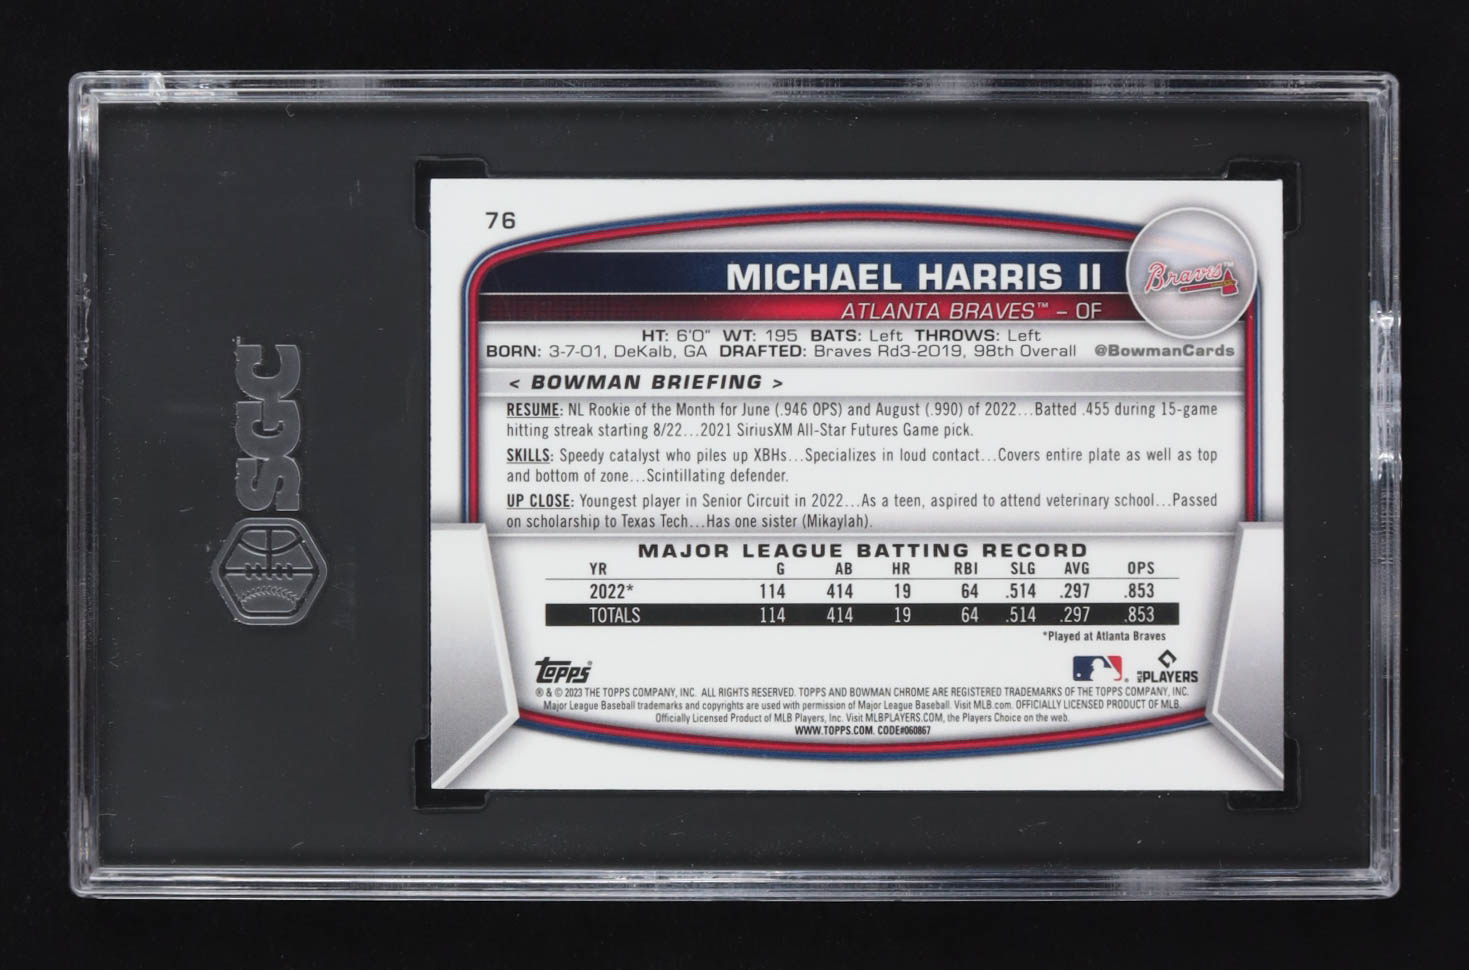 SGC
76
MICHAEL HARRIS II
Braves™
ATLANTA BRAVES™ – OF
HT: 6'0" WT: 195 BATS: Left THROWS: Left
BORN: 3-7-01, DeKalb, GA DRAFTED: Braves Rd3-2019, 98th Overall @BowmanCards
< BOWMAN BRIEFING >
RESUME: NL Rookie of the Month for June (.946 OPS) and August (.990) of 2022...Batted .455 during 15-game
hitting streak starting 8/22...2021 SiriusXM All-Star Futures Game pick.
SKILLS: Speedy catalyst who piles up XBHs...Specializes in loud contact...Covers entire plate as well as top
and bottom of zone...Scintillating defender.
UP CLOSE: Youngest player in Senior Circuit in 2022...As a teen, aspired to attend veterinary school...Passed
on scholarship to Texas Tech...Has one sister (Mikaylah).
MAJOR LEAGUE BATTING RECORD
YR G AB HR RBI SLG AVG OPS
2022* 114 414 19 64 .514 .297 .853
TOTALS 114 414 19 64 .514 .297 .853
*Played at Atlanta Braves
Topps® MLB PLAYERS
® & © 2023 THE TOPPS COMPANY, INC. ALL RIGHTS RESERVED. TOPPS AND BOWMAN CHROME ARE REGISTERED TRADEMARKS OF THE TOPPS COMPANY, INC.
Major League Baseball trademarks and copyrights are used with permission of Major League Baseball. Visit MLB.com. OFFICIALLY LICENSED PRODUCT OF MLB.
Officially Licensed Product of MLB Players, Inc. Visit MLBPLAYERS.COM, the Players Choice on the web.
WWW.TOPPS.COM. CODE#060867